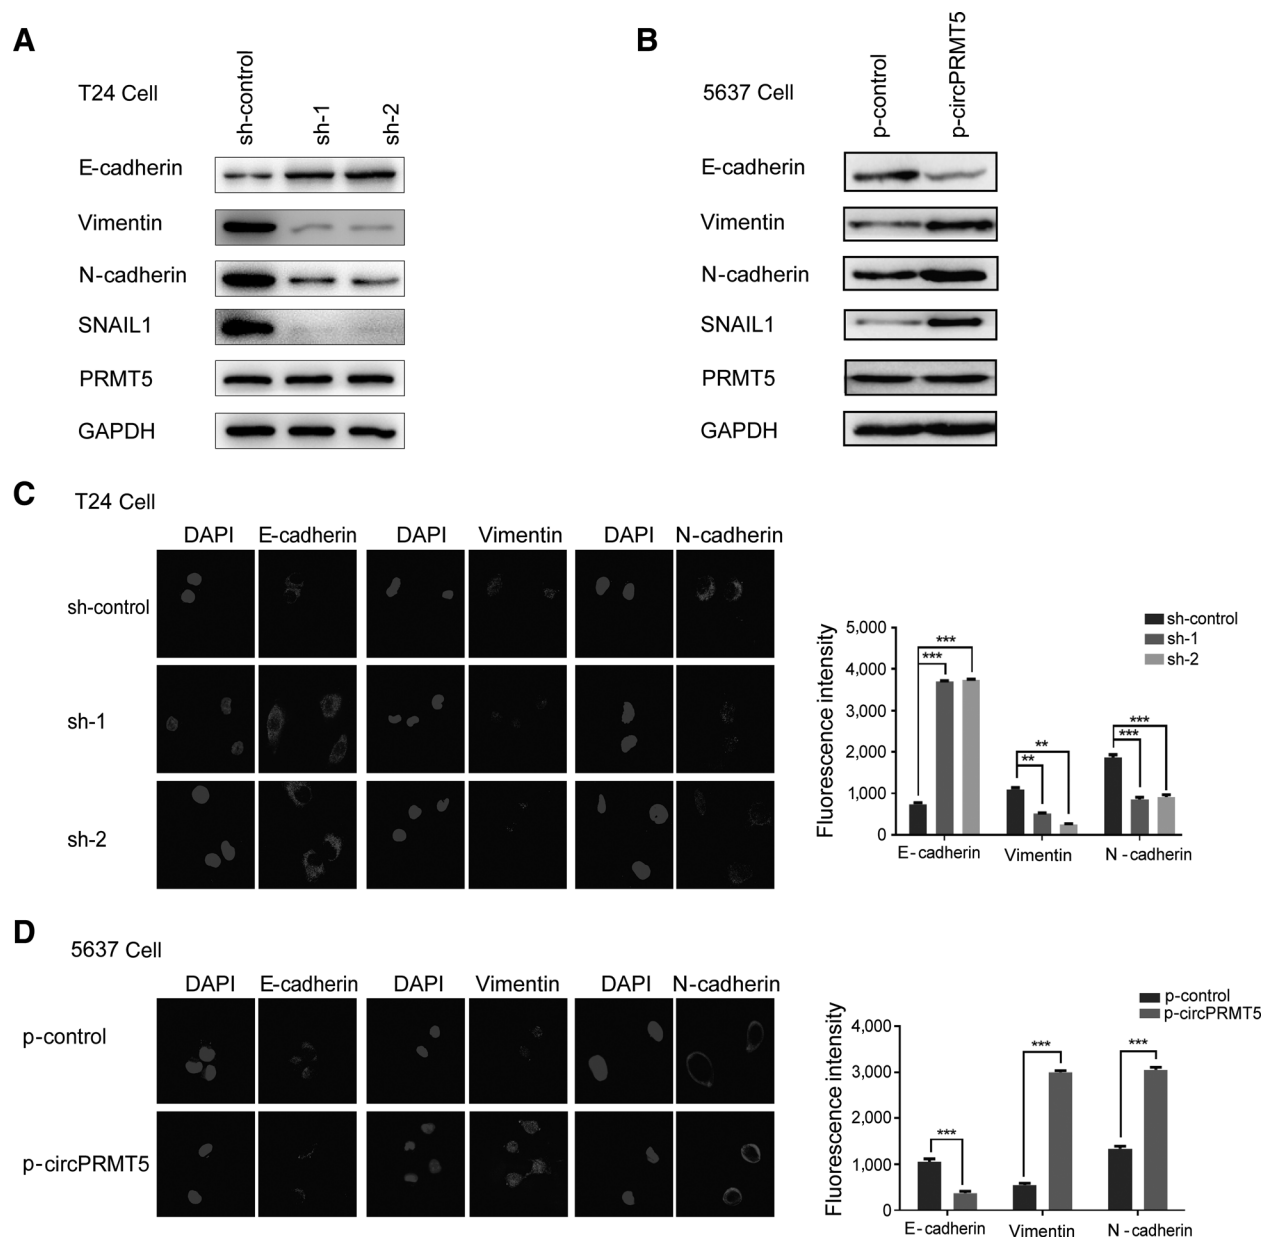 A
T24 Cell
sh-control
sh-1
sh-2
E-cadherin
Vimentin
N-cadherin
SNAIL1
PRMT5
GAPDH
B
5637 Cell
p-control
p-circPRMT5
E-cadherin
Vimentin
N-cadherin
SNAIL1
PRMT5
GAPDH
C
T24 Cell
DAPI E-cadherin DAPI Vimentin DAPI N-cadherin
sh-control
sh-1
sh-2
Fluorescence intensity
5,000
4,000
3,000
2,000
1,000
0
*** ***
** **
*** ***
E-cadherin Vimentin N-cadherin
sh-control
sh-1
sh-2
D
5637 Cell
DAPI E-cadherin DAPI Vimentin DAPI N-cadherin
p-control
p-circPRMT5
Fluorescence intensity
4,000
3,000
2,000
1,000
0
*** *** ***
E-cadherin Vimentin N-cadherin
p-control
p-circPRMT5